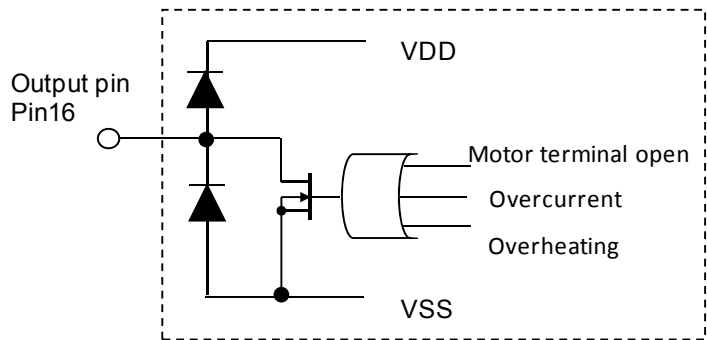 VDD
Output pin
Pin16
Motor terminal open
Overcurrent
Overheating
VSS